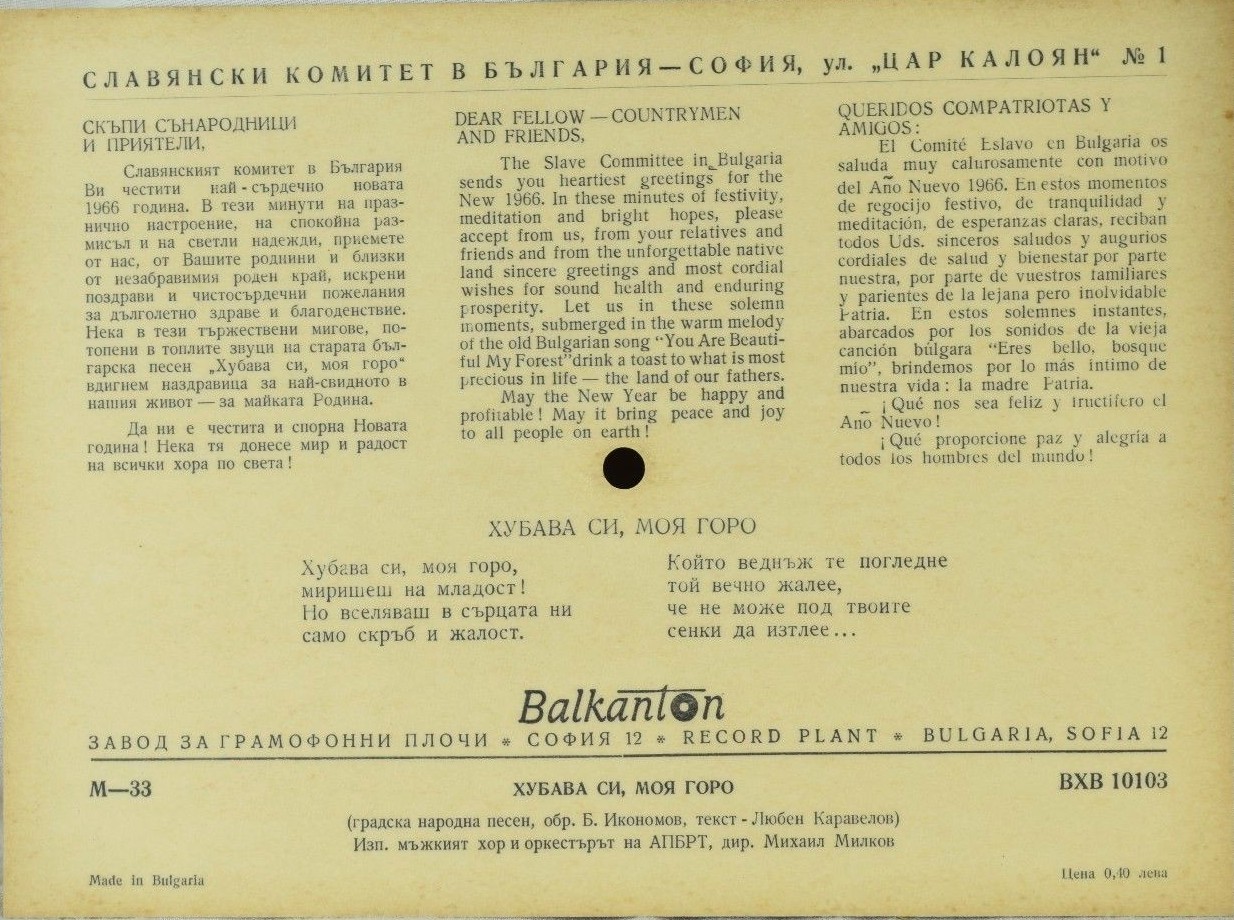 СЛАВЯНСКИ КОМИТЕТ В БЪЛГАРИЯ — СОФИЯ, ул. „ЦАР КАЛОЯН“ № 1
СКЪПИ СЪНАРОДНИЦИ
И ПРИЯТЕЛИ,
Славянският комитет в България
Ви честити най - сърдечно новата
1966 година. В тези минути на праз-
нично настроение, на спокойна раз-
мисъл и на светли надежди, приемете
от нас, от Вашите роднини и близки
от незабравимия роден край, искрени
поздрави и чистосърдечни пожелания
за дълголетно здраве и благоденствие.
Нека в тези тържествени мигове, по-
топени в топлите звуци на старата бъл-
гарска песен „Хубава си, моя горо“
вдигнем наздравица за най-свидното в
нашия живот — за майката Родина.
Да ни е честита и спорна Новата
година! Нека тя донесе мир и радост
на всички хора по света!
DEAR FELLOW — COUNTRYMEN
AND FRIENDS,
The Slave Committee in Bulgaria
sends you heartiest greetings for the
New 1966. In these minutes of festivity,
meditation and bright hopes, please
accept from us, from your relatives and
friends and from the unforgettable native
land sincere greetings and most cordial
wishes for sound health and enduring
prosperity. Let us in these solemn
moments, submerged in the warm melody
of the old Bulgarian song “You Are Beauti-
ful My Forest” drink a toast to what is most
precious in life — the land of our fathers.
May the New Year be happy and
profitable! May it bring peace and joy
to all people on earth!
QUERIDOS COMPATRIOTAS Y
AMIGOS:
El Comité Eslavo en Bulgaria os
saluda muy calurosamente con motivo
del Año Nuevo 1966. En estos momentos
de regocijo festivo, de tranquilidad y
meditación, de esperanzas claras, reciban
todos Uds. sinceros saludos y augurios
cordiales de salud y bienestar por parte
nuestra, por parte de vuestros familiares
y parientes de la lejana pero inolvidable
Patria. En estos solemnes instantes,
abarcados por los sonidos de la vieja
canción búlgara “Eres bello, bosque
mio”, brindemos por lo más intimo de
nuestra vida: la madre Patria.
¡Qué nos sea feliz y fructifero el
Año Nuevo!
¡Qué proporcione paz y alegría a
todos los hombres del mundo!
ХУБАВА СИ, МОЯ ГОРО
Хубава си, моя горо,
миришеш на младост!
Но вселяваш в сърцата ни
само скръб и жалост.
Който веднъж те погледне
той вечно жалее,
че не може под твоите
сенки да изтлее...
Balkanton
ЗАВОД ЗА ГРАМОФОННИ ПЛОЧИ * СОФИЯ 12 * RECORD PLANT * BULGARIA, SOFIA 12
М—33
ХУБАВА СИ, МОЯ ГОРО
ВХВ 10103
(градска народна песен, обр. Б. Икономов, текст - Любен Каравелов)
Изп. мъжкият хор и оркестърът на АПБРТ, дир. Михаил Милков
Made in Bulgaria
Цена 0,40 лева